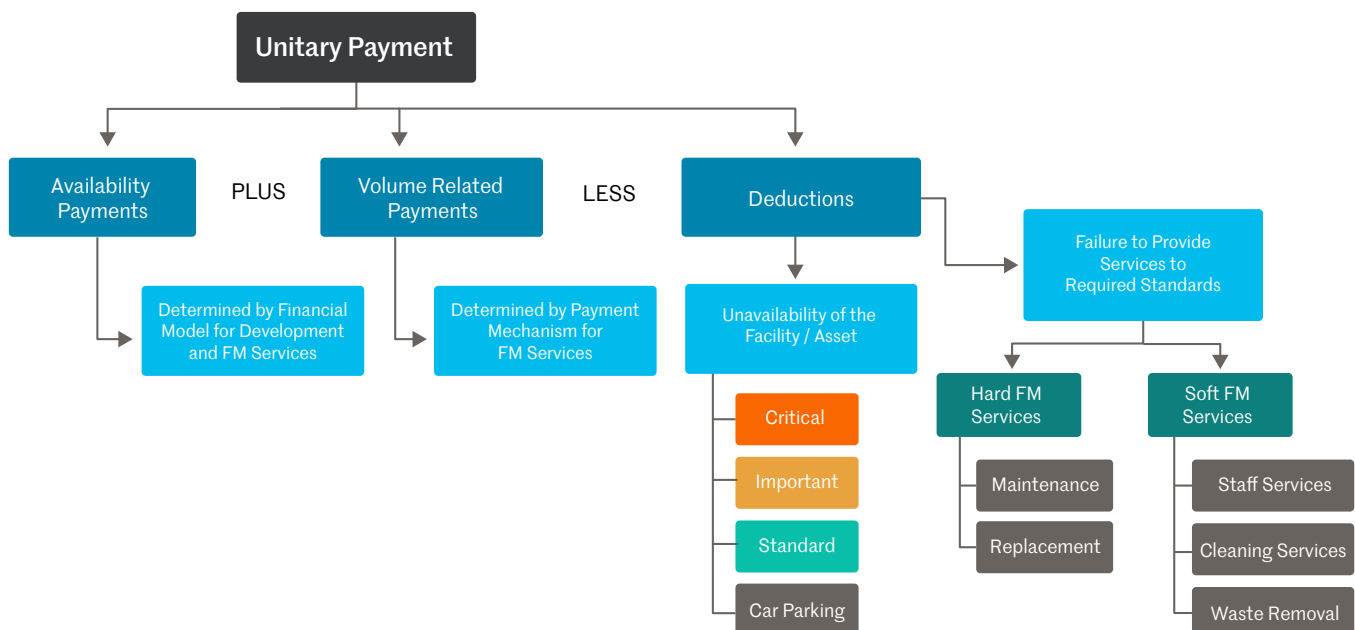 Unitary Payment
Availability
Payments
PLUS
Volume Related
Payments
LESS
Deductions
Failure to Provide
Services to
Required Standards
Determined by Financial
Model for Development
and FM Services
Determined by Payment
Mechanism for
FM Services
Unavailability of the
Facility / Asset
Critical
Important
Standard
Car Parking
Hard FM
Services
Maintenance
Replacement
Soft FM
Services
Staff Services
Cleaning Services
Waste Removal